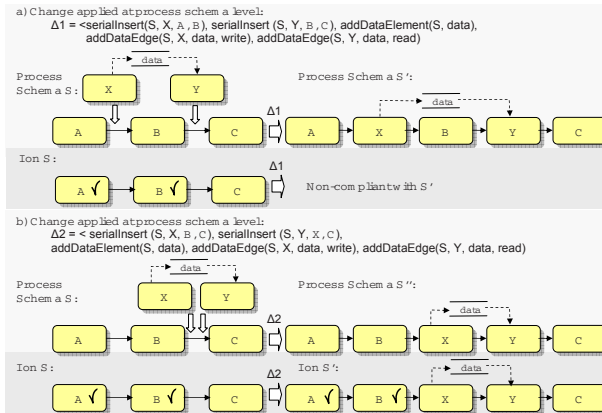 a) Change applied at process schema level:
Δ1 = <serialInsert(S, X, A, B), serialInsert (S, Y, B, C), addDataElement(S, data),
addDataEdge(S, X, data, write), addDataEdge(S, Y, data, read)
Process
Schema S:
data
X
Y
Process Schema S':
data
A
B
C
Δ1
A
X
B
Y
C
I on S:
Δ1
A
B
C
Non-compliant with S'
b) Change applied at process schema level:
Δ2 = < serialInsert (S, X, B, C), serialInsert (S, Y, X, C),
addDataElement(S, data), addDataEdge(S, X, data, write), addDataEdge(S, Y, data, read)
Process
Schema S:
data
X
Y
Process Schema S'':
data
A
B
C
Δ2
A
B
X
Y
C
I on S:
Δ2
I on S':
data
A
B
C
A
B
X
Y
C